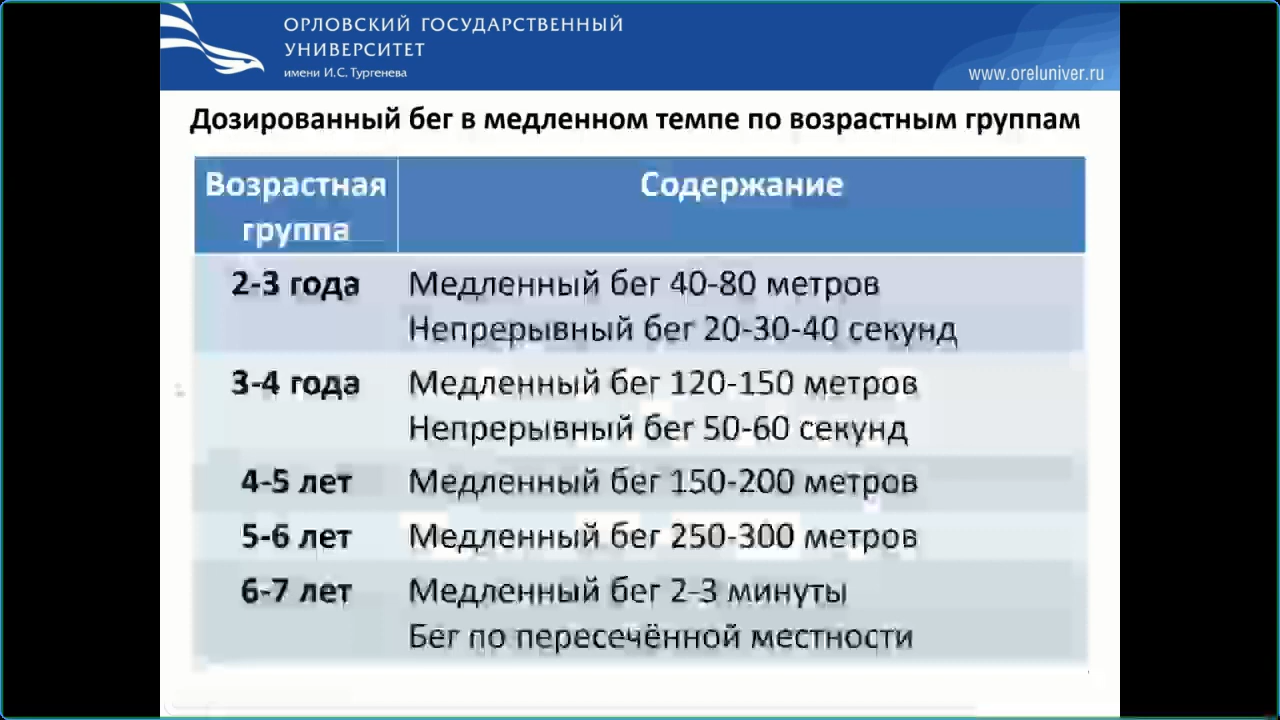 ОРЛОВСКИЙ ГОСУДАРСТВЕННЫЙ
УНИВЕРСИТЕТ
имени И.С. Тургенева
www.oreluniver.ru
Дозированный бег в медленном темпе по возрастным группам
Возрастная
группа
Содержание
2-3 года
Медленный бег 40-80 метров
Непрерывный бег 20-30-40 секунд
3-4 года
Медленный бег 120-150 метров
Непрерывный бег 50-60 секунд
4-5 лет
Медленный бег 150-200 метров
5-6 лет
Медленный бег 250-300 метров
6-7 лет
Медленный бег 2-3 минуты
Бег по пересечённой местности